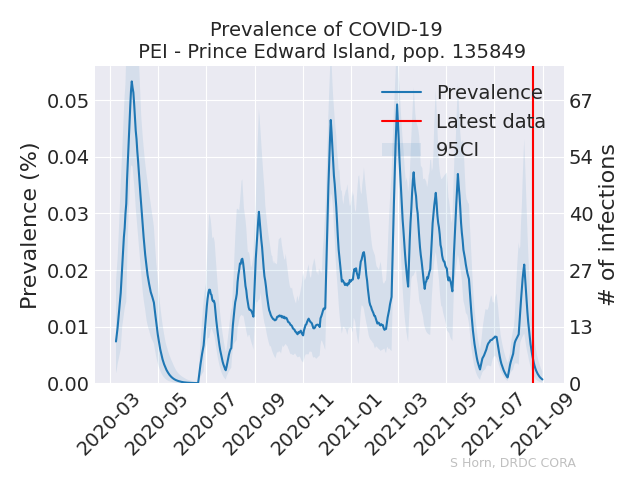 Prevalence of COVID-19
PEI - Prince Edward Island, pop. 135849
Prevalence
Latest data
95CI
Prevalence (%)
0.05
0.04
0.03
0.02
0.01
0.00
# of infections
67
54
40
27
13
0
2020-03
2020-05
2020-07
2020-09
2020-11
2021-01
2021-03
2021-05
2021-07
2021-09
S Horn, DRDC CORA